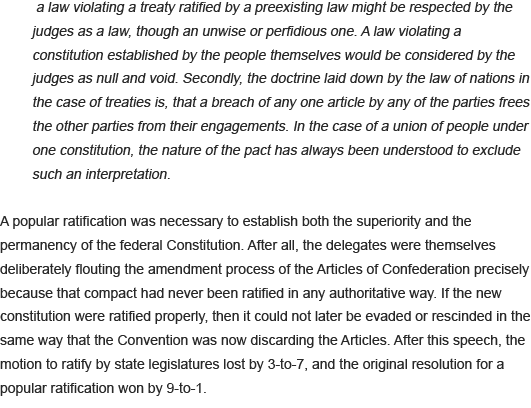 a law violating a treaty ratified by a preexisting law might be respected by the
judges as a law, though an unwise or perfidious one. A law violating a
constitution established by the people themselves would be considered by the
judges as null and void. Secondly, the doctrine laid down by the law of nations in
the case of treaties is, that a breach of any one article by any of the parties frees
the other parties from their engagements. In the case of a union of people under
one constitution, the nature of the pact has always been understood to exclude
such an interpretation.
A popular ratification was necessary to establish both the superiority and the
permanency of the federal Constitution. After all, the delegates were themselves
deliberately flouting the amendment process of the Articles of Confederation precisely
because that compact had never been ratified in any authoritative way. If the new
constitution were ratified properly, then it could not later be evaded or rescinded in the
same way that the Convention was now discarding the Articles. After this speech, the
motion to ratify by state legislatures lost by 3-to-7, and the original resolution for a
popular ratification won by 9-to-1.